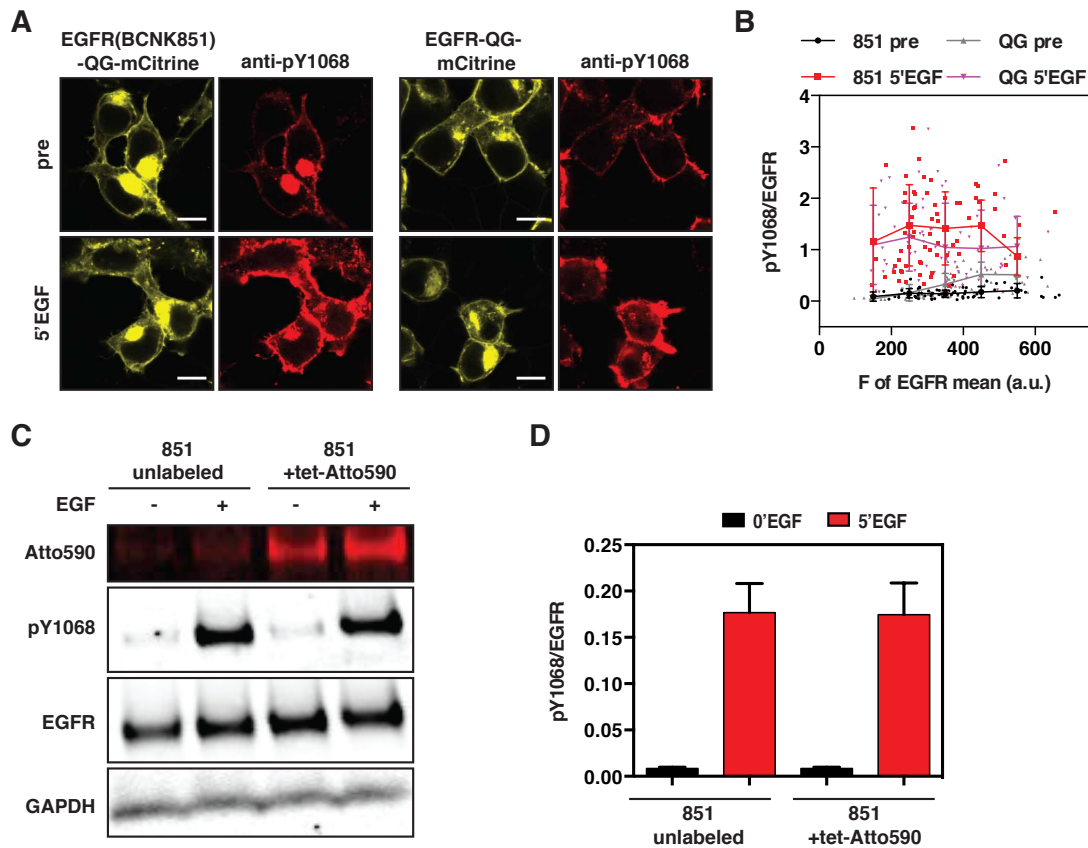 A
EGFR(BCNK851)
-QG-mCitrine
anti-pY1068
EGFR-QG-
mCitrine
anti-pY1068
pre
5'EGF
B
851 pre
QG pre
851 5'EGF
QG 5'EGF
pY1068/EGFR
4
3
2
1
0
0
200
400
600
F of EGFR mean (a.u.)
C
851
unlabeled
851
+tet-Atto590
EGF
-
+
-
+
Atto590
pY1068
EGFR
GAPDH
D
0'EGF
5'EGF
pY1068/EGFR
0.25
0.20
0.15
0.10
0.05
0.00
851
unlabeled
851
+tet-Atto590